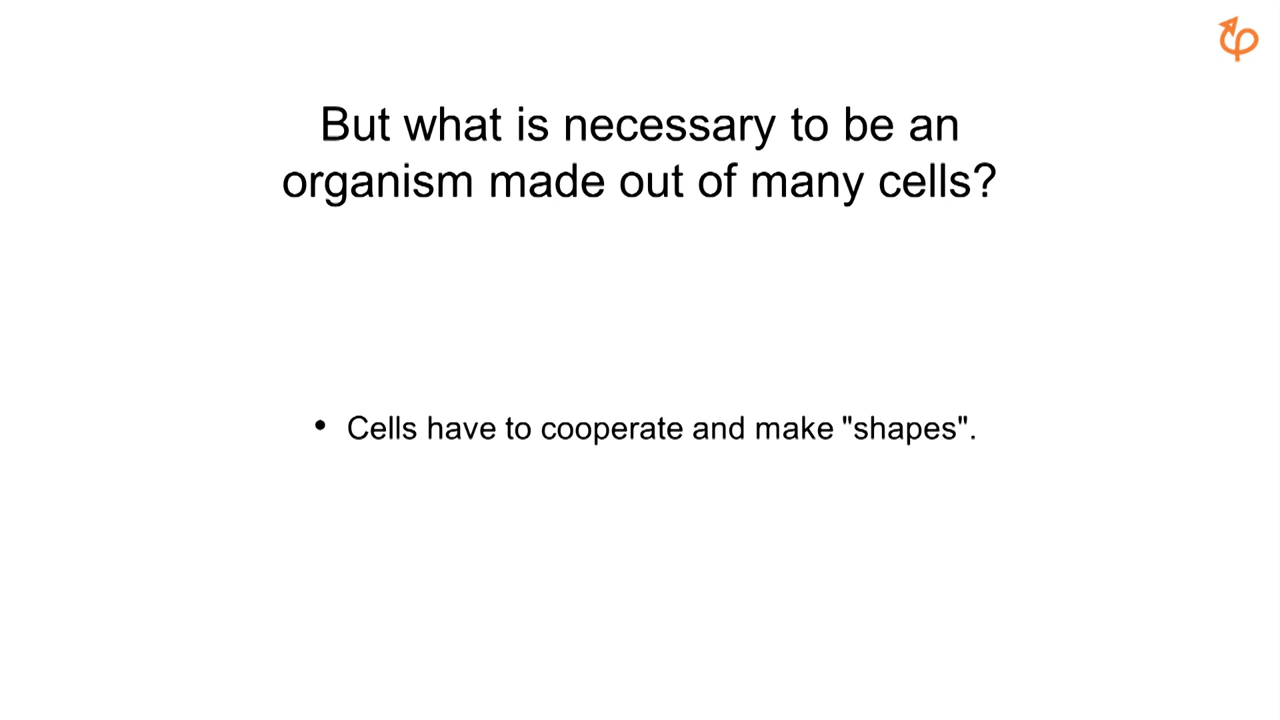 But what is necessary to be an
organism made out of many cells?
• Cells have to cooperate and make "shapes".